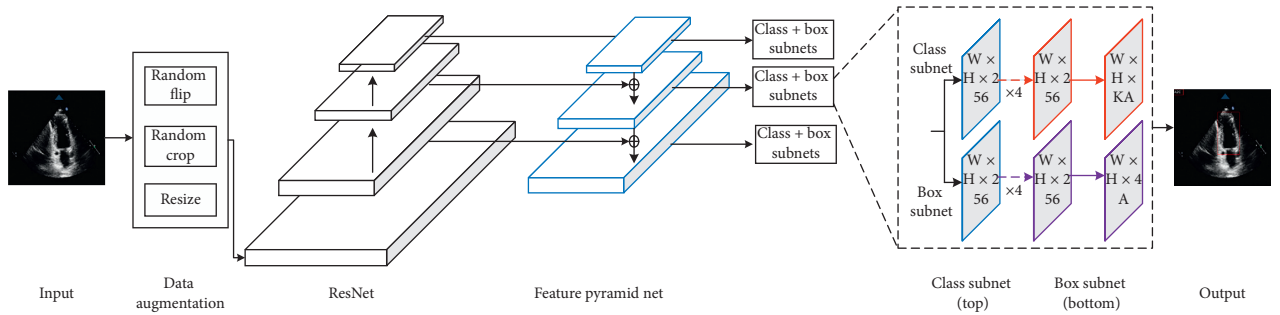 Random
flip
Random
crop
Resize
Class + box
subnets
Class + box
subnets
Class + box
subnets
Class
subnet
W ×
H × 2
56
×4
W ×
H × 2
56
W ×
H ×
KA
Box
subnet
W ×
H × 2
56
×4
W ×
H × 2
56
W ×
H × 4
A
Input
Data
augmentation
ResNet
Feature pyramid net
Class subnet
(top)
Box subnet
(bottom)
Output